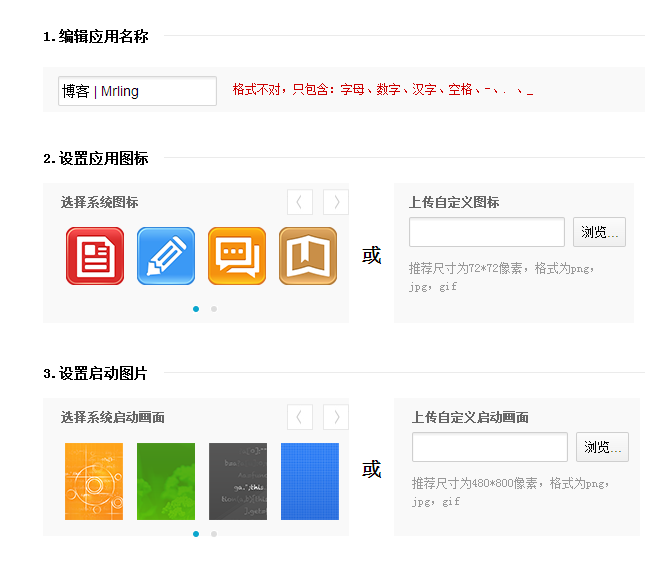 1.编辑应用名称
博客 | Mrling
格式不对，只包含：字母、数字、汉字、空格、-、.、_
2.设置应用图标
选择系统图标
或
上传自定义图标
浏览...
推荐尺寸为72*72像素，格式为png，
jpg，gif
3.设置启动图片
选择系统启动画面
或
上传自定义启动画面
浏览...
推荐尺寸为480*800像素，格式为png，
jpg，gif